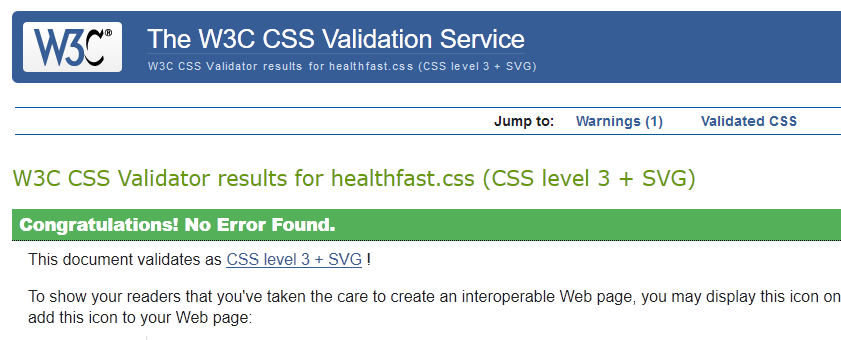 W3C® The W3C CSS Validation Service
W3C CSS Validator results for healthfast.css (CSS level 3 + SVG)
Jump to: Warnings (1) Validated CSS
W3C CSS Validator results for healthfast.css (CSS level 3 + SVG)
Congratulations! No Error Found.
This document validates as CSS level 3 + SVG !
To show your readers that you've taken the care to create an interoperable Web page, you may display this icon on
add this icon to your Web page: